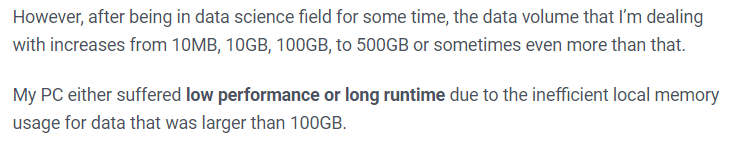 However, after being in data science field for some time, the data volume that I’m dealing
with increases from 10MB, 10GB, 100GB, to 500GB or sometimes even more than that.
My PC either suffered low performance or long runtime due to the inefficient local memory
usage for data that was larger than 100GB.